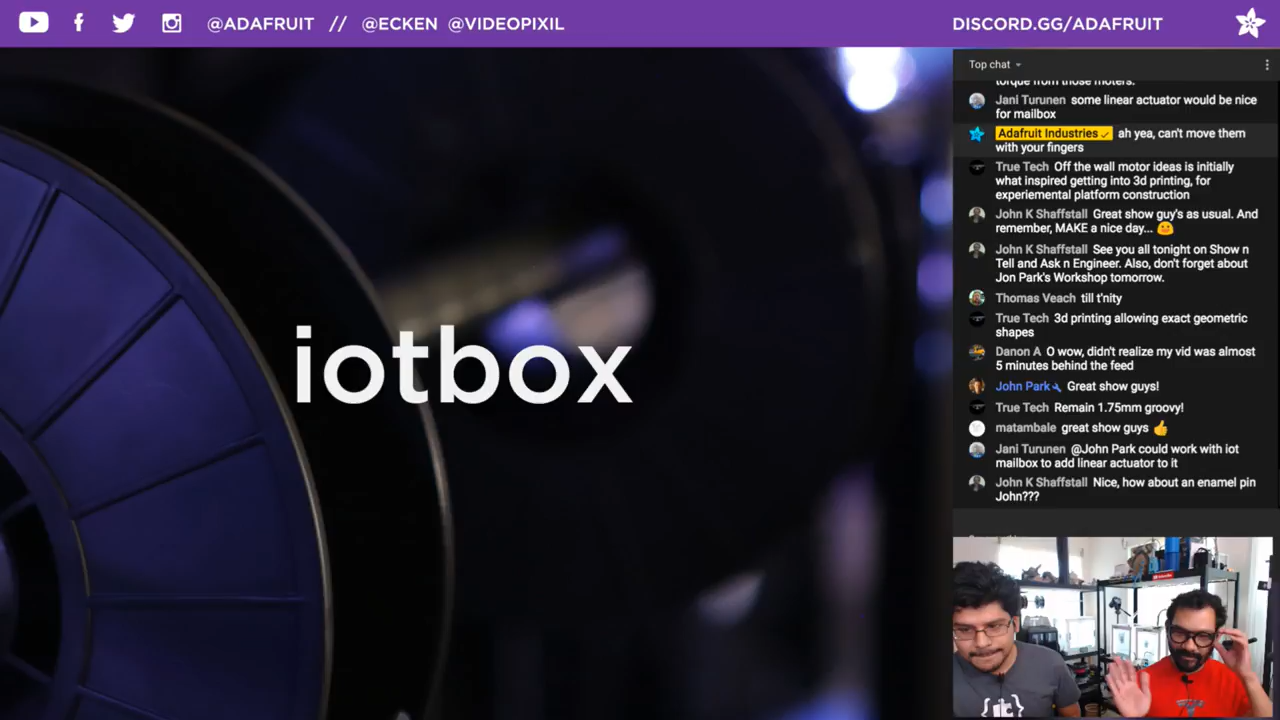 @ADAFRUIT // @ECKEN @VIDEOPIXIL
DISCORD.GG/ADAFRUIT
Top chat
torque from those moters.
Jani Turunen some linear actuator would be nice
for mailbox
Adafruit Industries ah yea, can't move them
with your fingers
True Tech Off the wall motor ideas is initially
what inspired getting into 3d printing, for
experiemental platform construction
John K Shaffstall Great show guy's as usual. And
remember, MAKE a nice day...
John K Shaffstall See you all tonight on Show n
Tell and Ask n Engineer. Also, don't forget about
Jon Park's Workshop tomorrow.
Thomas Veach till t'nity
True Tech 3d printing allowing exact geometric
shapes
Danon A O wow, didn't realize my vid was almost
5 minutes behind the feed
John Park Great show guys!
True Tech Remain 1.75mm groovy!
matambale great show guys
Jani Turunen @John Park could work with iot
mailbox to add linear actuator to it
John K Shaffstall Nice, how about an enamel pin
John???
iotbox